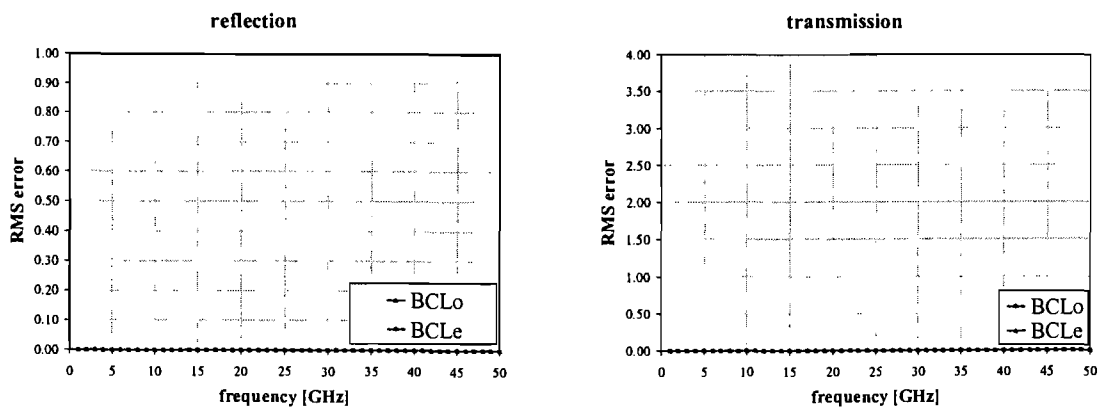 reflection
RMS error
1.00
0.90
0.80
0.70
0.60
0.50
0.40
0.30
0.20
0.10
0.00
0 5 10 15 20 25 30 35 40 45 50
frequency [GHz]
BCLo
BCLe
transmission
RMS error
4.00
3.50
3.00
2.50
2.00
1.50
1.00
0.50
0.00
0 5 10 15 20 25 30 35 40 45 50
frequency [GHz]
BCLo
BCLe